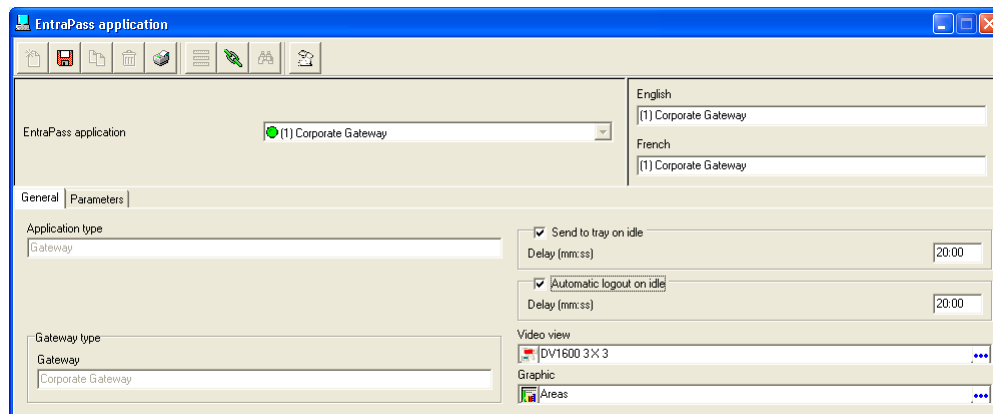 EntraPass application
English
(1) Corporate Gateway
EntraPass application
(1) Corporate Gateway
French
(1) Corporate Gateway
General
Parameters
Application type
Gateway
Send to tray on idle
Delay (mm:ss)
20:00
Automatic logout on idle
Delay (mm:ss)
20:00
Gateway type
Gateway
Corporate Gateway
Video view
DV1600 3 X 3
Graphic
Areas